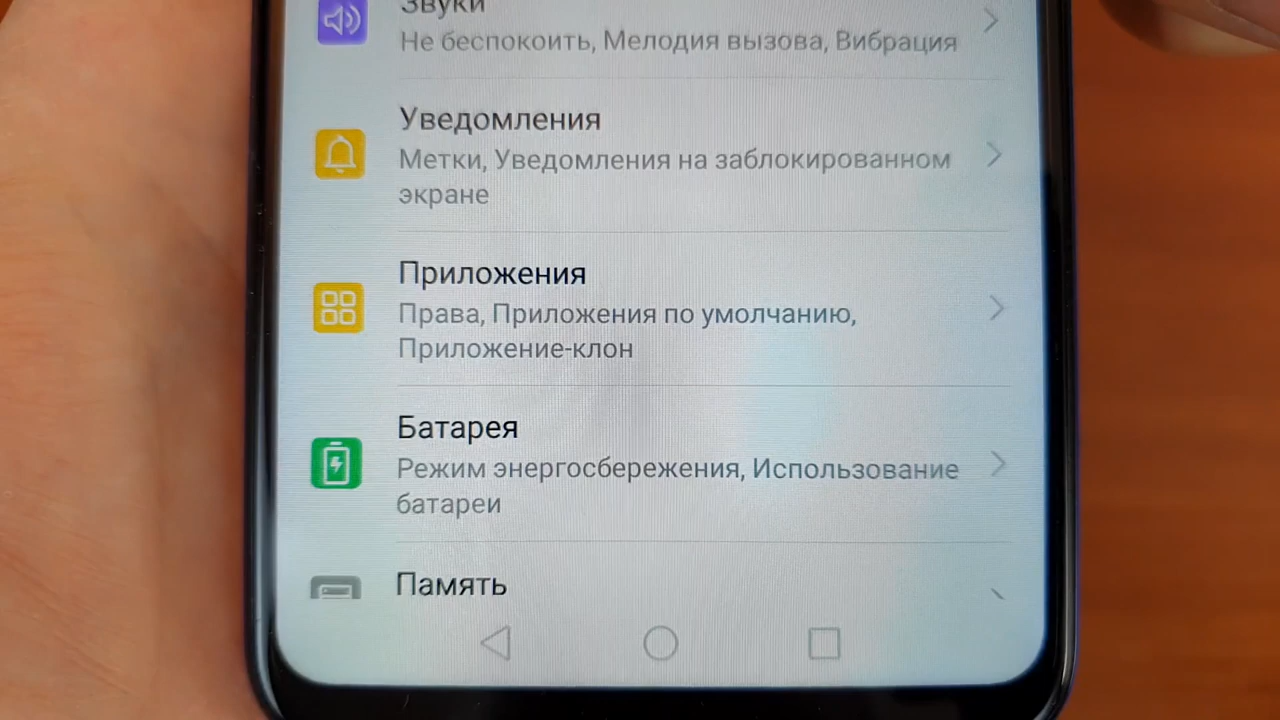 Звуки
Не беспокоить, Мелодия вызова, Вибрация
Уведомления
Метки, Уведомления на заблокированном
экране
Приложения
Права, Приложения по умолчанию,
Приложение-клон
Батарея
Режим энергосбережения, Использование
батареи
Память